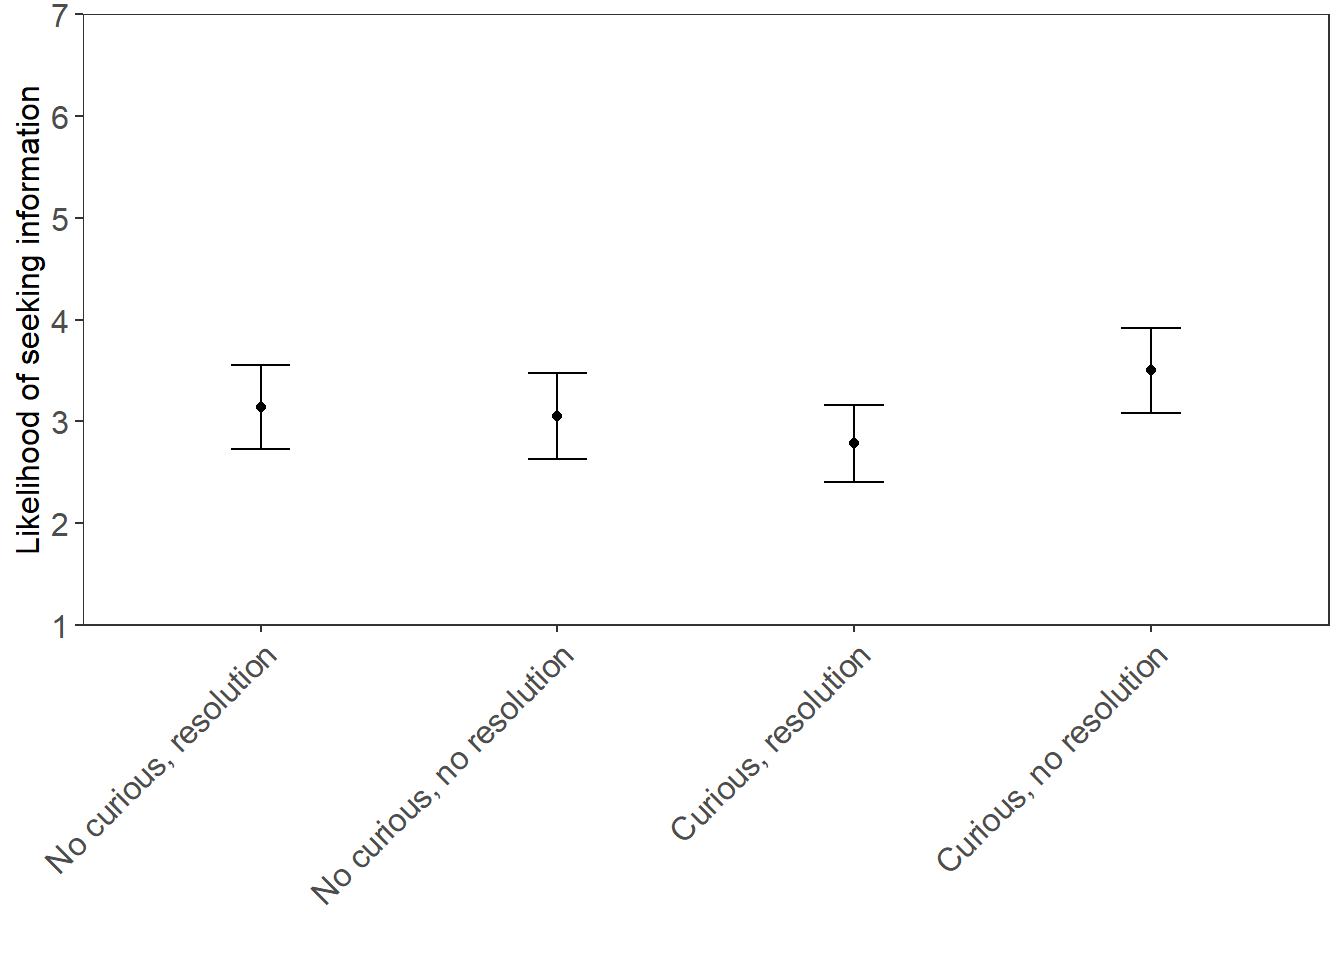 7
6
5
4
3
2
1
Likelihood of seeking information
No curious, resolution
No curious, no resolution
Curious, resolution
Curious, no resolution